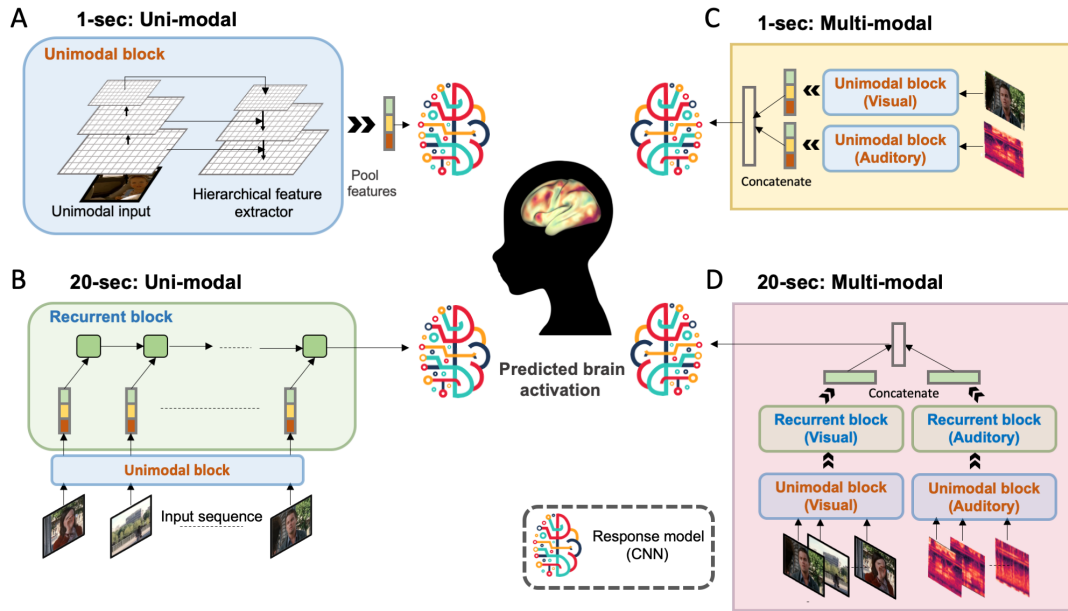 A
1-sec: Uni-modal
Unimodal block
Unimodal input
Hierarchical feature
extractor
Pool
features
C
1-sec: Multi-modal
Unimodal block
(Visual)
Unimodal block
(Auditory)
Concatenate
B
20-sec: Uni-modal
Recurrent block
Unimodal block
Input sequence
Predicted brain
activation
Response model
(CNN)
D
20-sec: Multi-modal
Concatenate
Recurrent block
(Visual)
Recurrent block
(Auditory)
Unimodal block
(Visual)
Unimodal block
(Auditory)